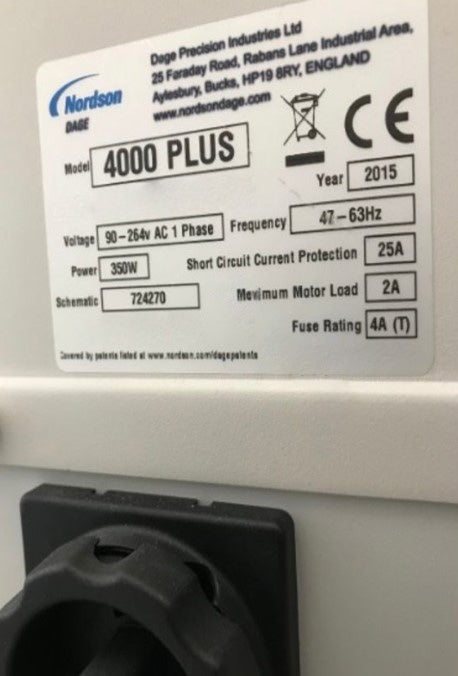 Nordson
DAGE
Dage Precision Industries Ltd
25 Faraday Road, Rabans Lane Industrial Area,
Aylesbury, Bucks, HP19 8RY, ENGLAND
www.nordsondage.com
CE
Model 4000 PLUS
Year 2015
Voltage 90-264v AC 1 Phase Frequency 47-63Hz
Power 350W Short Circuit Current Protection 25A
Schematic 724270 Meximum Motor Load 2A
Fuse Rating 4A (T)
Covered by patents listed at www.nordson.com/dagepatents